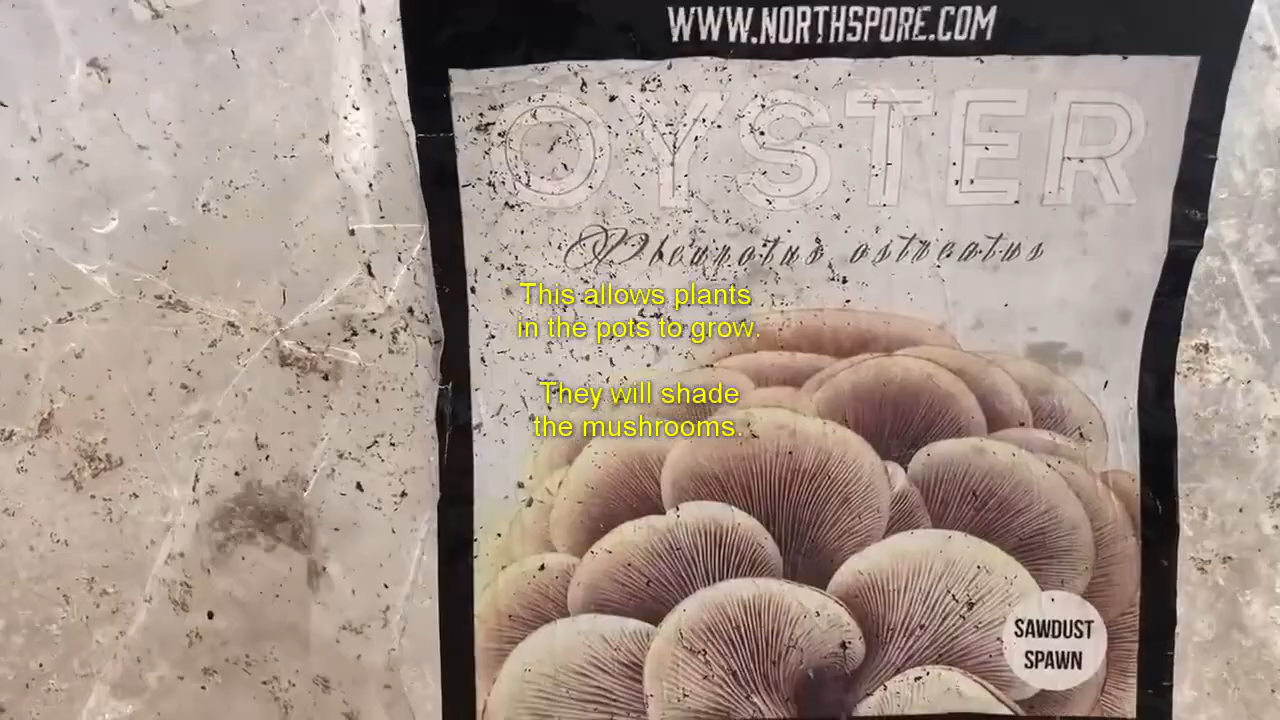 WWW.NORTHSPORE.COM
OYSTER
Pleurotus ostreatus
This allows plants
in the pots to grow.
They will shade
the mushrooms.
SAWDUST
SPAWN